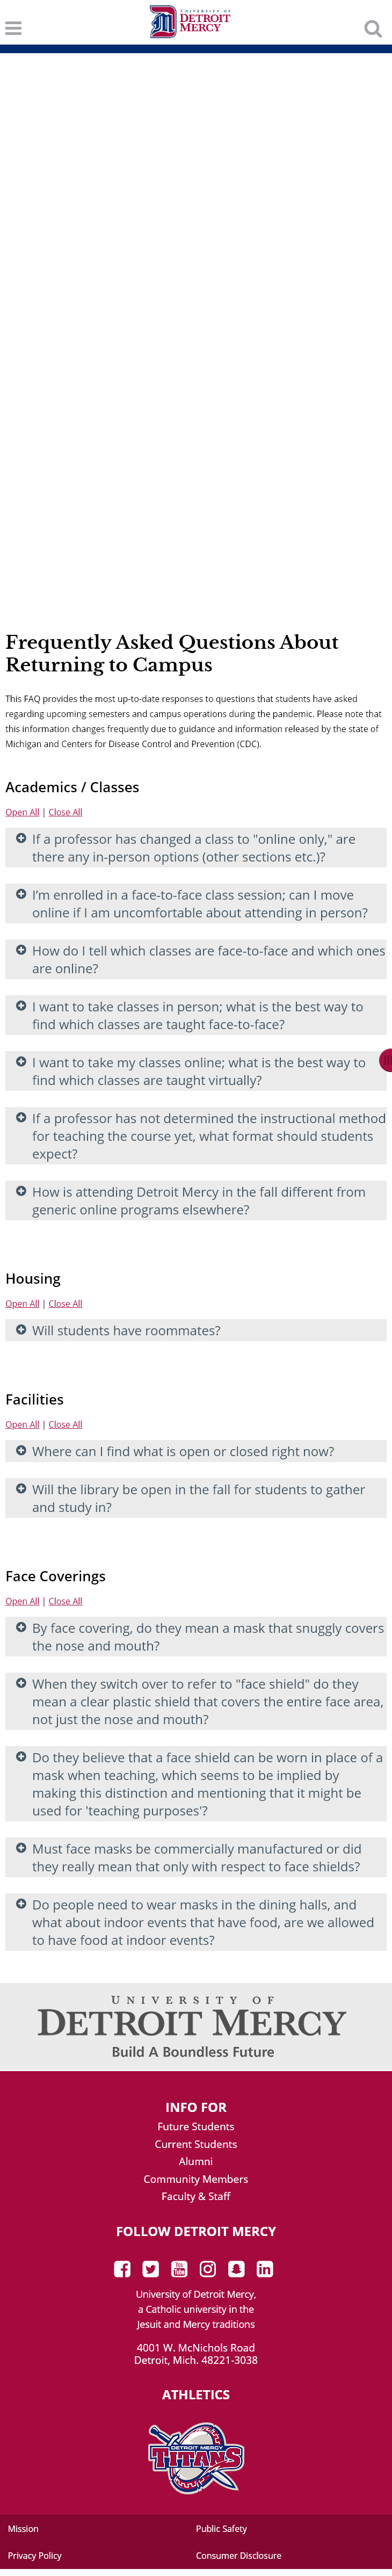 UNIVERSITY OF
DETROIT
MERCY
Frequently Asked Questions About
Returning to Campus
This FAQ provides the most up-to-date responses to questions that students have asked
regarding upcoming semesters and campus operations during the pandemic. Please note that
this information changes frequently due to guidance and information released by the state of
Michigan and Centers for Disease Control and Prevention (CDC).
Academics / Classes
Open All | Close All
If a professor has changed a class to "online only," are
there any in-person options (other sections etc.)?
I’m enrolled in a face-to-face class session; can I move
online if I am uncomfortable about attending in person?
How do I tell which classes are face-to-face and which ones
are online?
I want to take classes in person; what is the best way to
find which classes are taught face-to-face?
I want to take my classes online; what is the best way to
find which classes are taught virtually?
If a professor has not determined the instructional method
for teaching the course yet, what format should students
expect?
How is attending Detroit Mercy in the fall different from
generic online programs elsewhere?
Housing
Open All | Close All
Will students have roommates?
Facilities
Open All | Close All
Where can I find what is open or closed right now?
Will the library be open in the fall for students to gather
and study in?
Face Coverings
Open All | Close All
By face covering, do they mean a mask that snuggly covers
the nose and mouth?
When they switch over to refer to "face shield" do they
mean a clear plastic shield that covers the entire face area,
not just the nose and mouth?
Do they believe that a face shield can be worn in place of a
mask when teaching, which seems to be implied by
making this distinction and mentioning that it might be
used for 'teaching purposes'?
Must face masks be commercially manufactured or did
they really mean that only with respect to face shields?
Do people need to wear masks in the dining halls, and
what about indoor events that have food, are we allowed
to have food at indoor events?
UNIVERSITY OF
DETROIT MERCY
Build A Boundless Future
INFO FOR
Future Students
Current Students
Alumni
Community Members
Faculty & Staff
FOLLOW DETROIT MERCY
You Tube
University of Detroit Mercy,
a Catholic university in the
Jesuit and Mercy traditions
4001 W. McNichols Road
Detroit, Mich. 48221-3038
ATHLETICS
DETROIT MERCY
TITANS
Mission Public Safety
Privacy Policy Consumer Disclosure